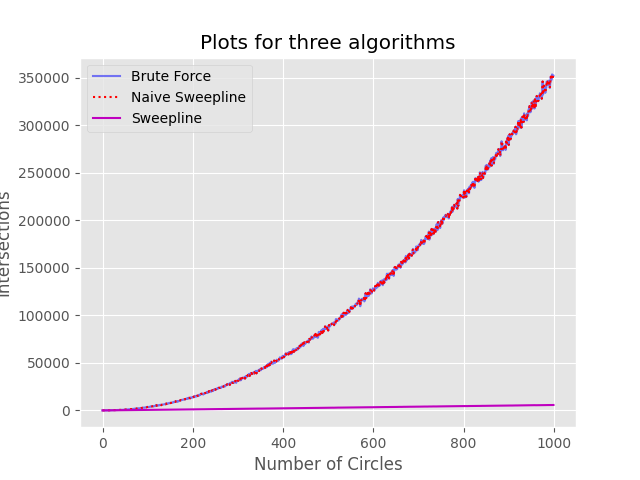 Plots for three algorithms
Brute Force
Naive Sweepline
Sweepline
350000
300000
250000
200000
150000
100000
50000
0
Intersections
0 200 400 600 800 1000
Number of Circles